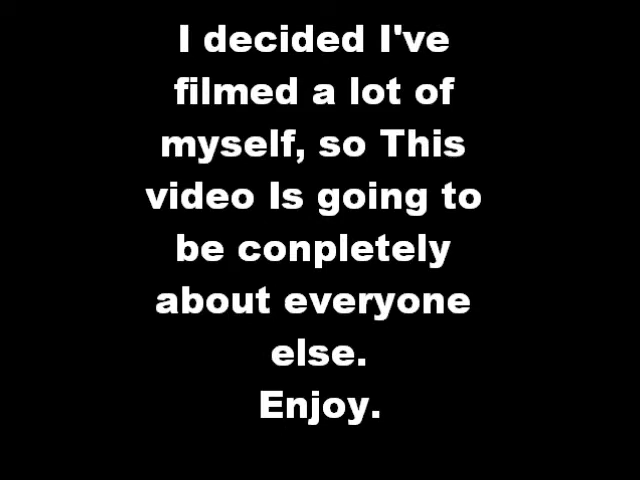 I decided I've
filmed a lot of
myself, so This
video Is going to
be conpletely
about everyone
else.
Enjoy.